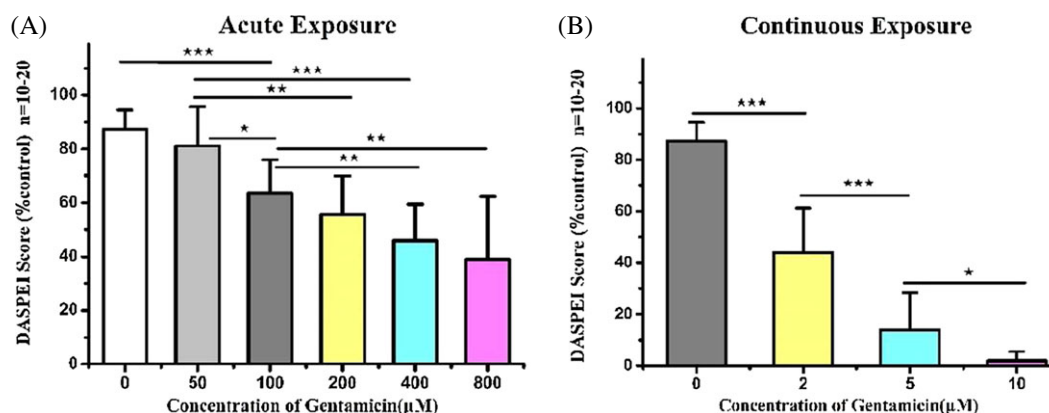 (A)
Acute Exposure
DASPEI Score (%control) n=10-20
100
80
60
40
20
0
★★★
★★★
★★
★
★★
★★
0 50 100 200 400 800
Concentration of Gentamicin(μM)
(B)
Continuous Exposure
DASPEI Score (%control) n=10-20
100
80
60
40
20
0
★★★
★★★
★
0 2 5 10
Concentration of Gentamicin(μM)